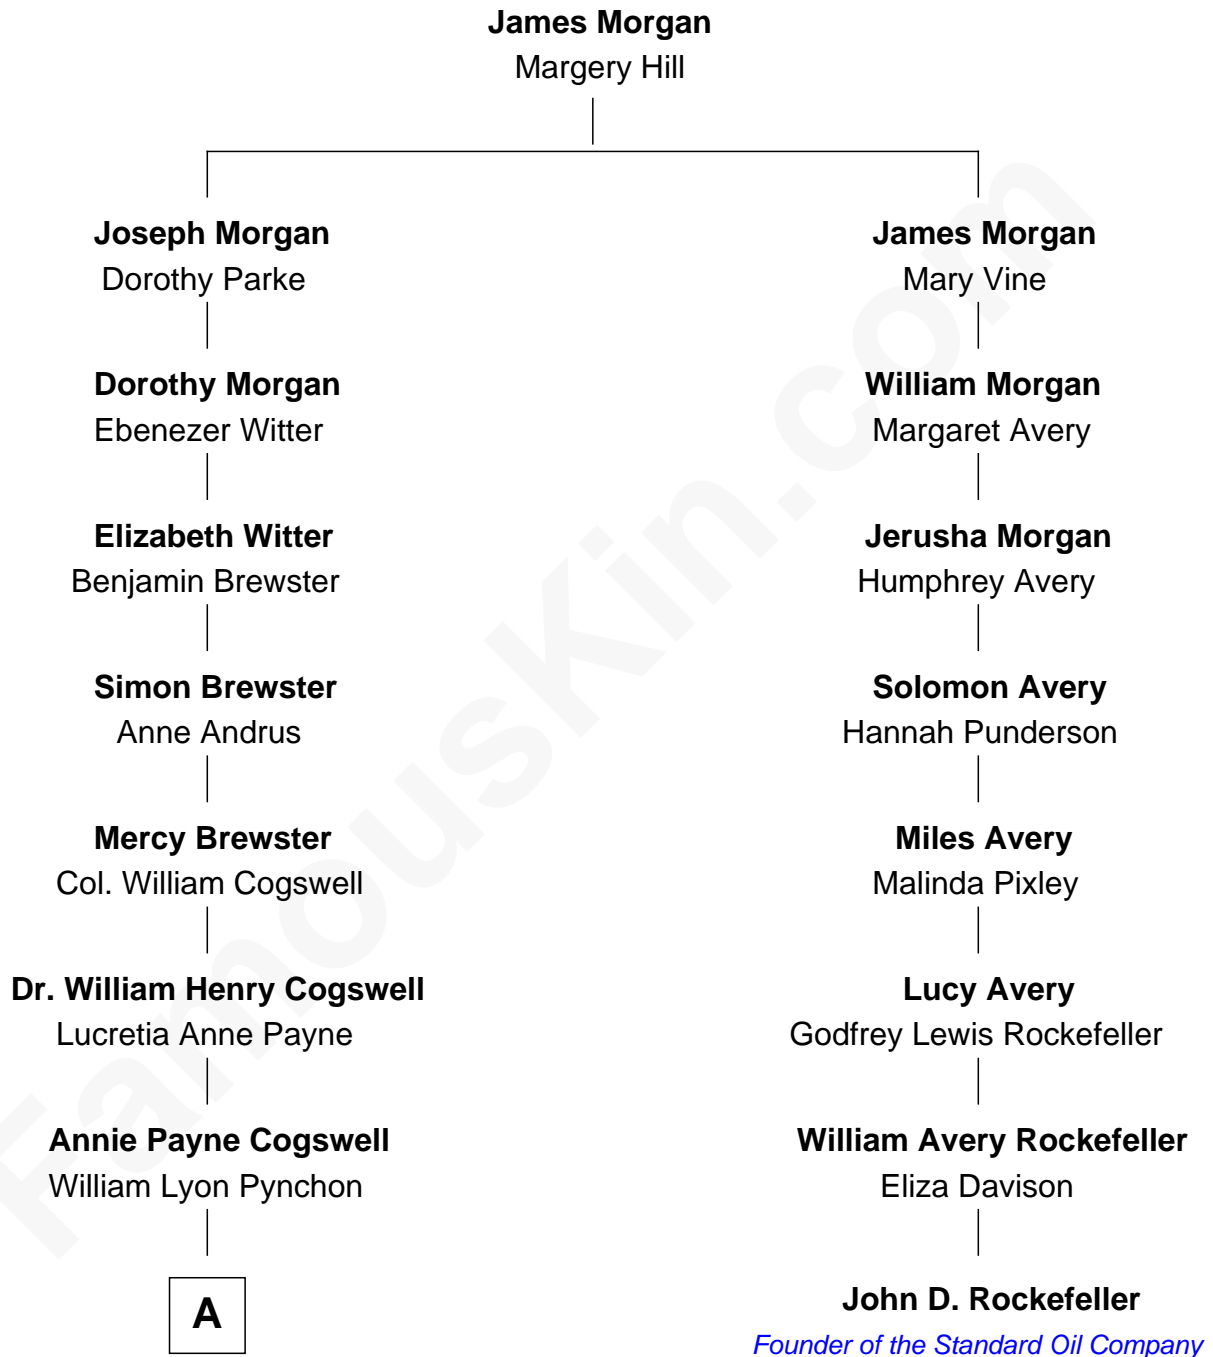 James Morgan
Margery Hill
Joseph Morgan
Dorothy Parke
James Morgan
Mary Vine
Dorothy Morgan
Ebenezer Witter
William Morgan
Margaret Avery
Elizabeth Witter
Benjamin Brewster
Jerusha Morgan
Humphrey Avery
Simon Brewster
Anne Andrus
Solomon Avery
Hannah Punderson
Mercy Brewster
Col. William Cogswell
Miles Avery
Malinda Pixley
Dr. William Henry Cogswell
Lucretia Anne Payne
Lucy Avery
Godfrey Lewis Rockefeller
Annie Payne Cogswell
William Lyon Pynchon
William Avery Rockefeller
Eliza Davison
A
John D. Rockefeller
Founder of the Standard Oil Company
FamousKin.com